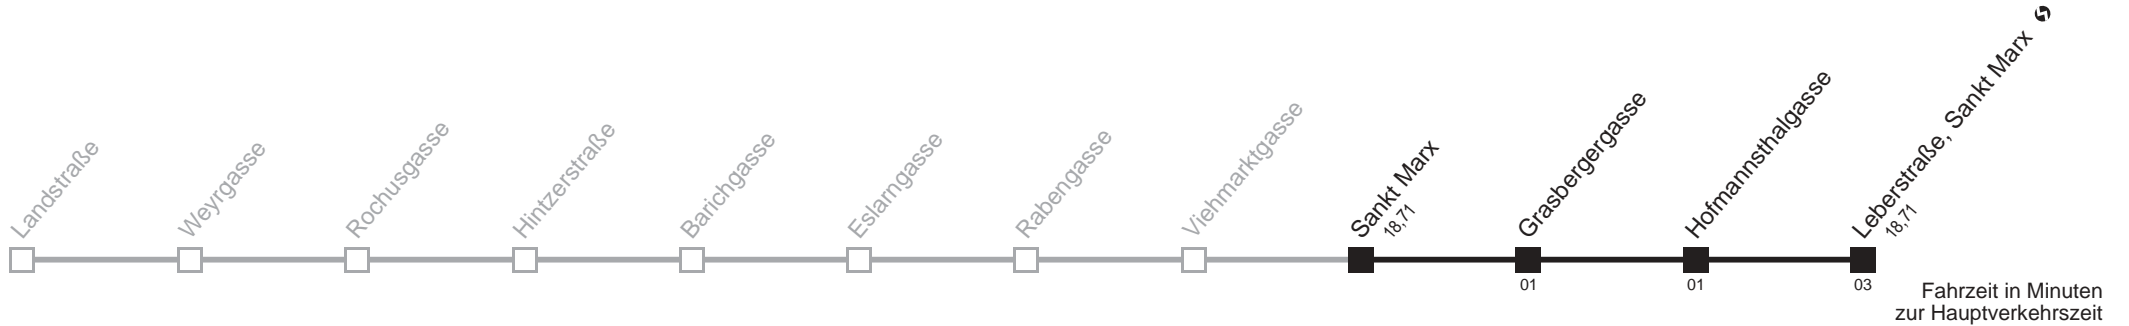 Landstraße
Weyrgasse
Rochusgasse
Hintzerstraße
Barichgasse
Eslarngasse
Rabengasse
Viehmarktgasse
Sankt Marx
18,71
Grasbergergasse
Hofmannsthalgasse
Leberstraße, Sankt Marx
18,71
01
01
03
Fahrzeit in Minuten
zur Hauptverkehrszeit